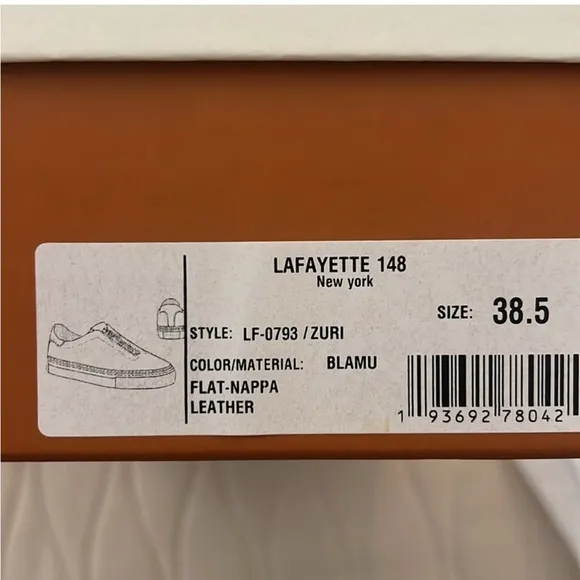 LAFAYETTE 148
New york
SIZE: 38.5
STYLE: LF-0793 / ZURI
COLOR/MATERIAL: BLAMU
FLAT-NAPPA
LEATHER
1 93692 78042